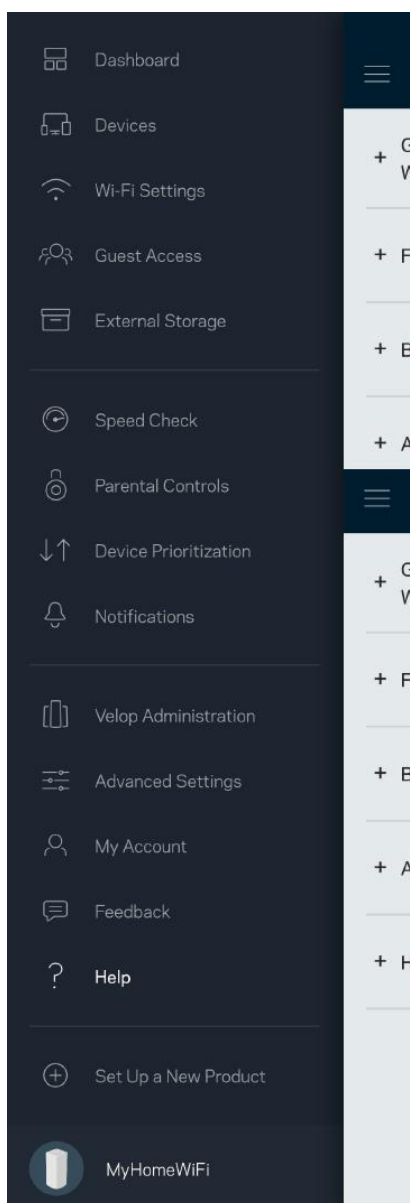 Dashboard
Devices
Wi-Fi Settings
Guest Access
External Storage
Speed Check
Parental Controls
Device Prioritization
Notifications
Velop Administration
Advanced Settings
My Account
Feedback
? Help
Set Up a New Product
MyHomeWiFi